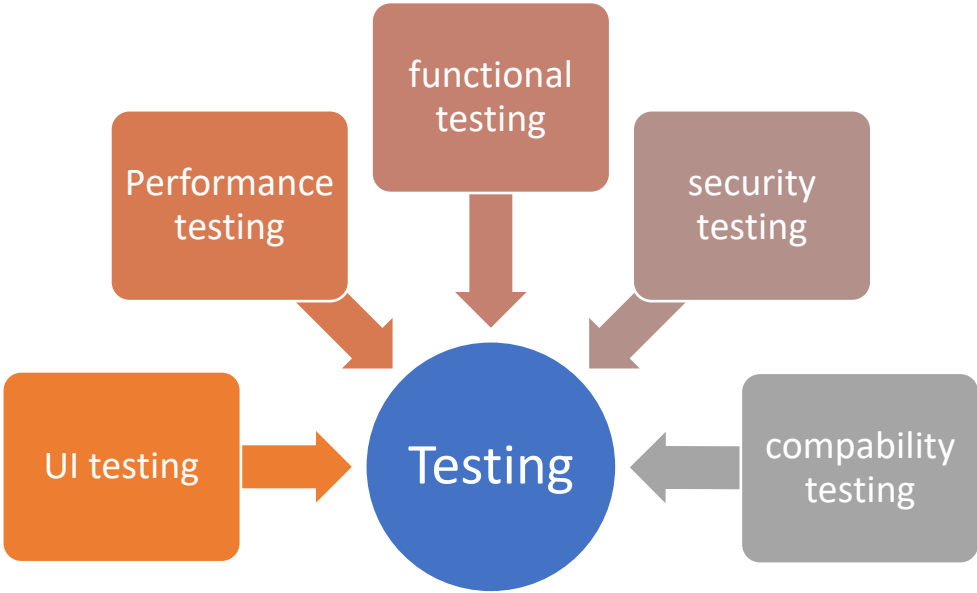 functional
testing
Performance
testing
security
testing
UI testing
Testing
compability
testing